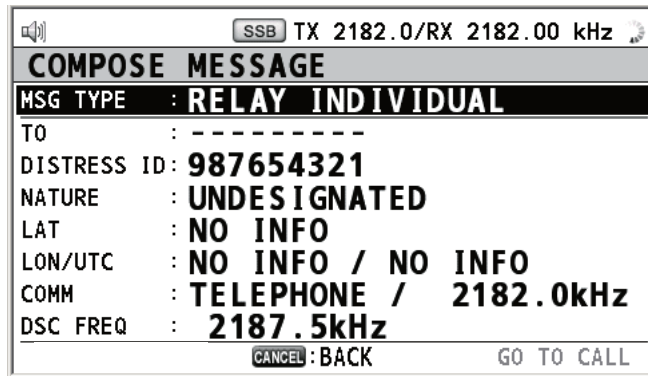 SSB TX 2182.0/RX 2182.00 kHz
COMPOSE MESSAGE
MSG TYPE : RELAY INDIVIDUAL
TO : ---------
DISTRESS ID: 987654321
NATURE : UNDESIGNATED
LAT : NO INFO
LON/UTC : NO INFO / NO INFO
COMM : TELEPHONE / 2182.0kHz
DSC FREQ : 2187.5kHz
CANCEL : BACK GO TO CALL